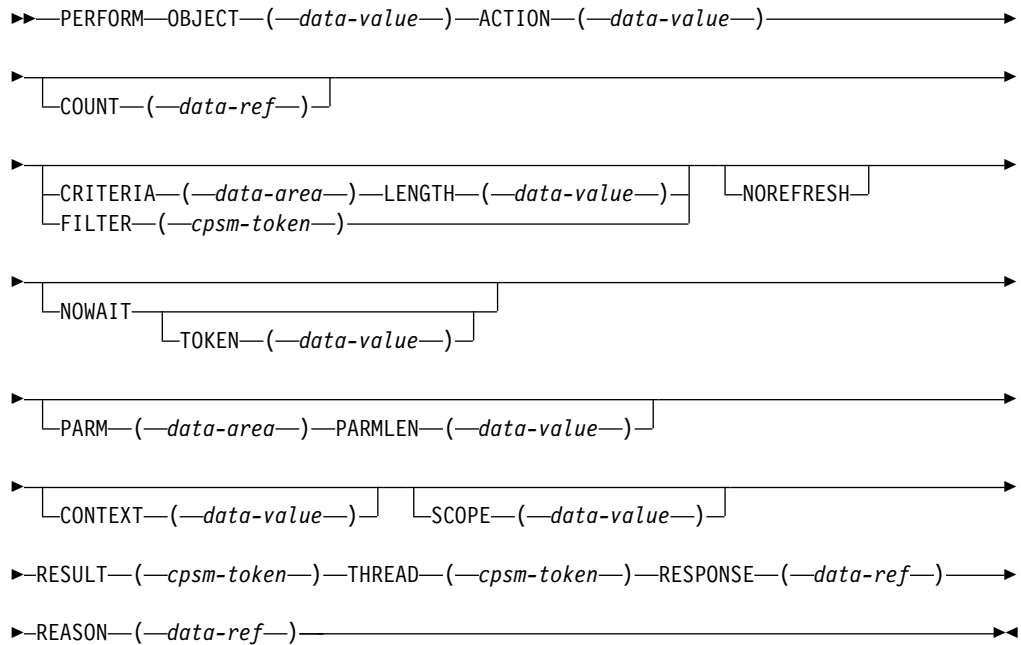 PERFORM OBJECT ( data-value ) ACTION ( data-value )
COUNT ( data-ref )
CRITERIA ( data-area ) LENGTH ( data-value ) NOREFRESH
FILTER ( cpsm-token )
NOWAIT
TOKEN ( data-value )
PARM ( data-area ) PARMLEN ( data-value )
CONTEXT ( data-value ) SCOPE ( data-value )
RESULT ( cpsm-token ) THREAD ( cpsm-token ) RESPONSE ( data-ref )
REASON ( data-ref )